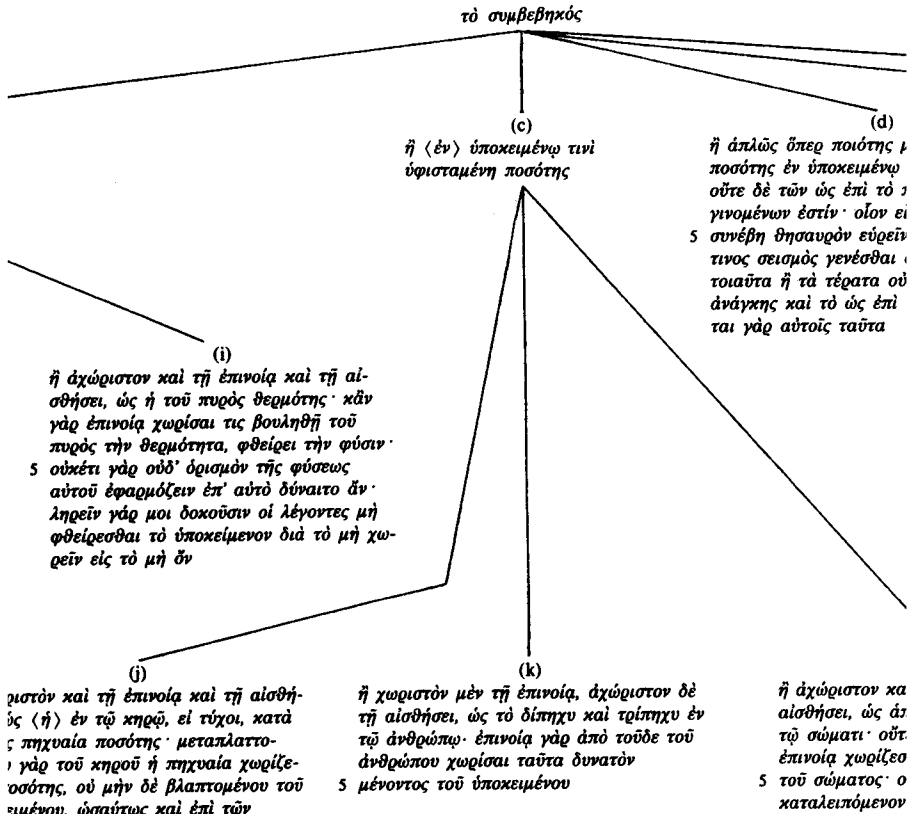 τὸ συμβεβηκός
(c)
ἢ ⟨ἐν⟩ ὑποκειμένῳ τινὶ
ὑφισταμένη ποσότης
(d)
ἢ ἁπλῶς ὅπερ ποιότης
ποσότης ἐν ὑποκειμένῳ
οὔτε δὲ τῶν ὡς ἐπὶ τὸ
γινομένων ἐστίν· οἷον
5 συνέβη θησαυρὸν εὑρεῖν
τινος σεισμὸς γενέσθαι
τοιαῦτα ἢ τὰ τέρατα
ἀνάγκης καὶ τὸ ὡς ἐπὶ
ται γὰρ αὐτοῖς ταῦτα
(i)
ἢ ἀχώριστον καὶ τῇ ἐπινοίᾳ καὶ τῇ αἰ-
σθήσει, ὡς ἡ τοῦ πυρὸς θερμότης· κἂν
γὰρ ἐπινοίᾳ χωρίσαι τις βουληθῇ τοῦ
πυρὸς τὴν θερμότητα, φθείρει τὴν φύσιν·
5 οὐκέτι γὰρ οὐδ' ὁρισμὸν τῆς φύσεως
αὐτοῦ ἐφαρμόζειν ἐπ' αὐτὸ δύναιτο ἄν·
ληρεῖν γάρ μοι δοκοῦσιν οἱ λέγοντες μὴ
φθείρεσθαι τὸ ὑποκείμενον διὰ τὸ μὴ χω-
ρεῖν εἰς τὸ μὴ ὄν
(j)
ριστὸν καὶ τῇ ἐπινοίᾳ καὶ τῇ αἰσθή-
ὡς ⟨ἡ⟩ ἐν τῷ κηρῷ, εἰ τύχοι, κατὰ
ς πηχυαία ποσότης· μεταπλαττο-
γὰρ τοῦ κηροῦ ἡ πηχυαία χωρίζε-
ποσότης, οὐ μὴν δὲ βλαπτομένου τοῦ
ειμένου, ὡσαύτως καὶ ἐπὶ τῶν
(k)
ἢ χωριστὸν μὲν τῇ ἐπινοίᾳ, ἀχώριστον δὲ
τῇ αἰσθήσει, ὡς τὸ δίπηχυ καὶ τρίπηχυ ἐν
τῷ ἀνθρώπῳ· ἐπινοίᾳ γὰρ ἀπὸ τοῦδε τοῦ
ἀνθρώπου χωρίσαι ταῦτα δυνατὸν
5 μένοντος τοῦ ὑποκειμένου
ἢ ἀχώριστον κα
αἰσθήσει, ὡς
τῷ σώματι· οὔτ
ἐπινοίᾳ χωρίζεσ
5 τοῦ σώματος·
καταλειπόμενον